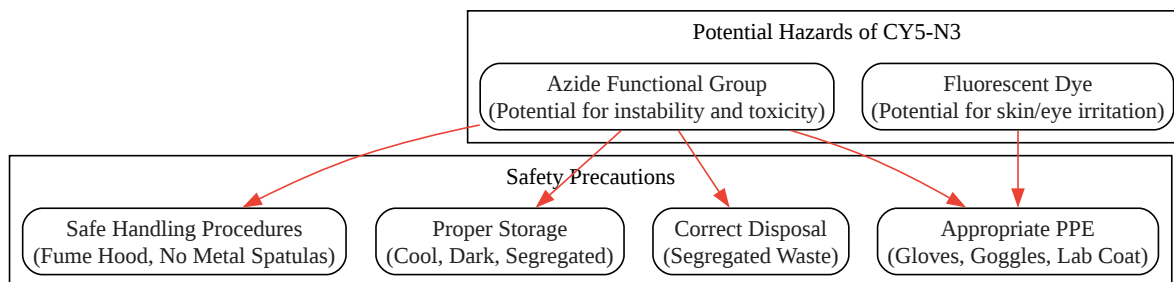 Potential Hazards of CY5-N3
Azide Functional Group
(Potential for instability and toxicity)
Fluorescent Dye
(Potential for skin/eye irritation)
Safety Precautions
Safe Handling Procedures
(Fume Hood, No Metal Spatulas)
Proper Storage
(Cool, Dark, Segregated)
Correct Disposal
(Segregated Waste)
Appropriate PPE
(Gloves, Goggles, Lab Coat)